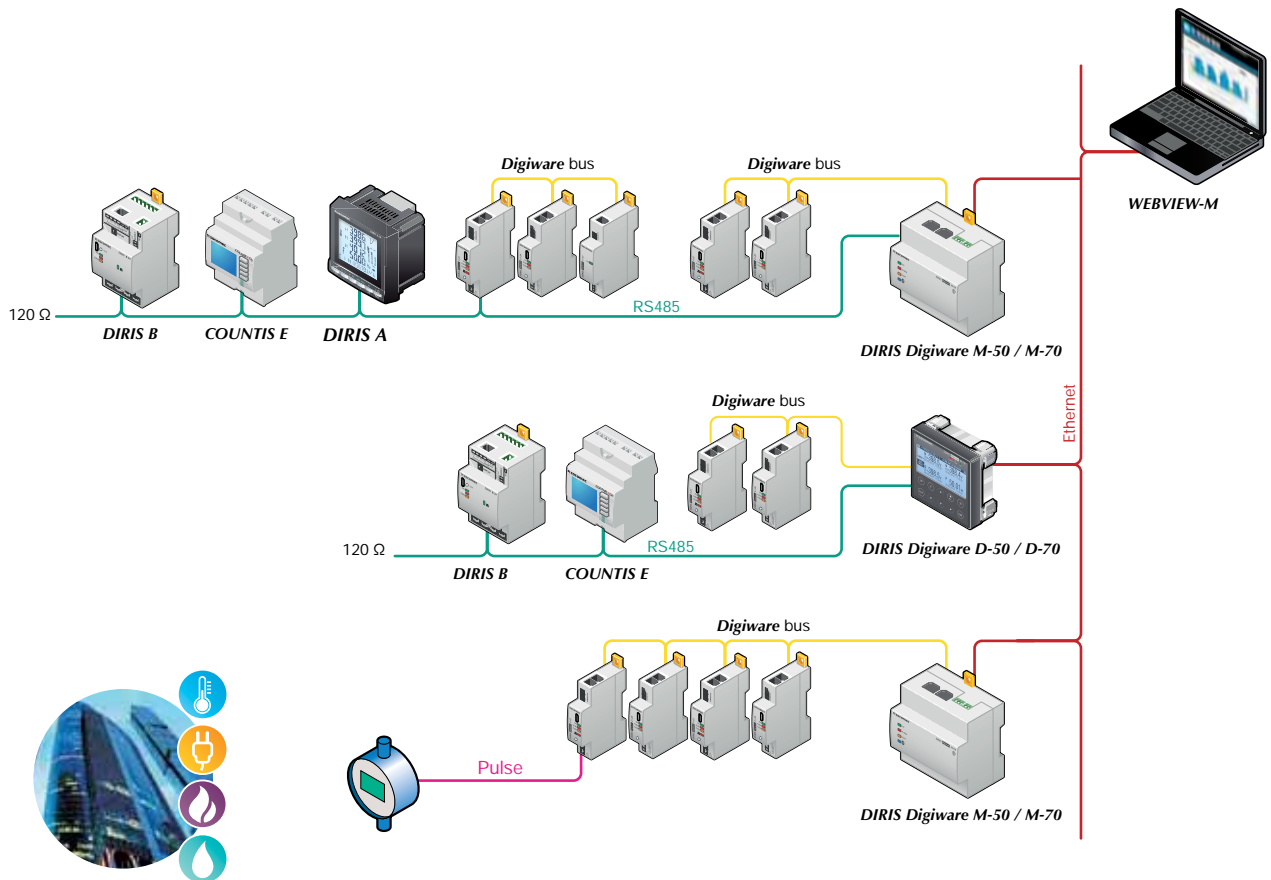 WEBVIEW-M
Digiware bus
Digiware bus
RS485
120 Ω
DIRIS B
COUNTIS E
DIRIS A
DIRIS Digiware M-50 / M-70
Ethernet
Digiware bus
RS485
120 Ω
DIRIS B
COUNTIS E
DIRIS Digiware D-50 / D-70
Digiware bus
Pulse
DIRIS Digiware M-50 / M-70